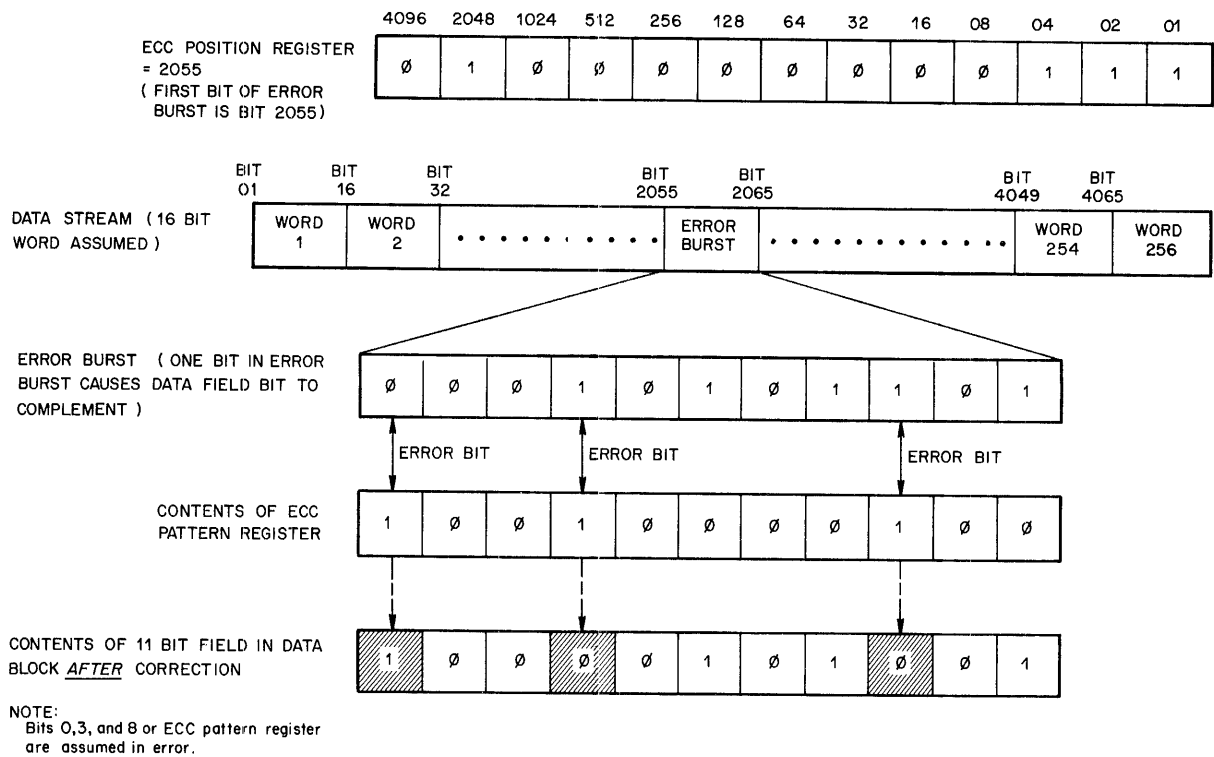 4096 2048 1024 512 256 128 64 32 16 08 04 02 01
ECC POSITION REGISTER
= 2055
( FIRST BIT OF ERROR
BURST IS BIT 2055)
Ø 1 Ø Ø Ø Ø Ø Ø Ø Ø 1 1 1
BIT 01
BIT 16
BIT 32
BIT 2055
BIT 2065
BIT 4049
BIT 4065
DATA STREAM ( 16 BIT
WORD ASSUMED )
WORD 1
WORD 2
ERROR BURST
WORD 254
WORD 256
ERROR BURST ( ONE BIT IN ERROR
BURST CAUSES DATA FIELD BIT TO
COMPLEMENT )
Ø Ø Ø 1 Ø 1 Ø 1 1 Ø 1
ERROR BIT ERROR BIT ERROR BIT
CONTENTS OF ECC
PATTERN REGISTER
1 Ø Ø 1 Ø Ø Ø Ø 1 Ø Ø
CONTENTS OF 11 BIT FIELD IN DATA
BLOCK AFTER CORRECTION
1 Ø Ø Ø Ø 1 Ø 1 Ø Ø 1
NOTE:
Bits 0,3, and 8 or ECC pattern register
are assumed in error.